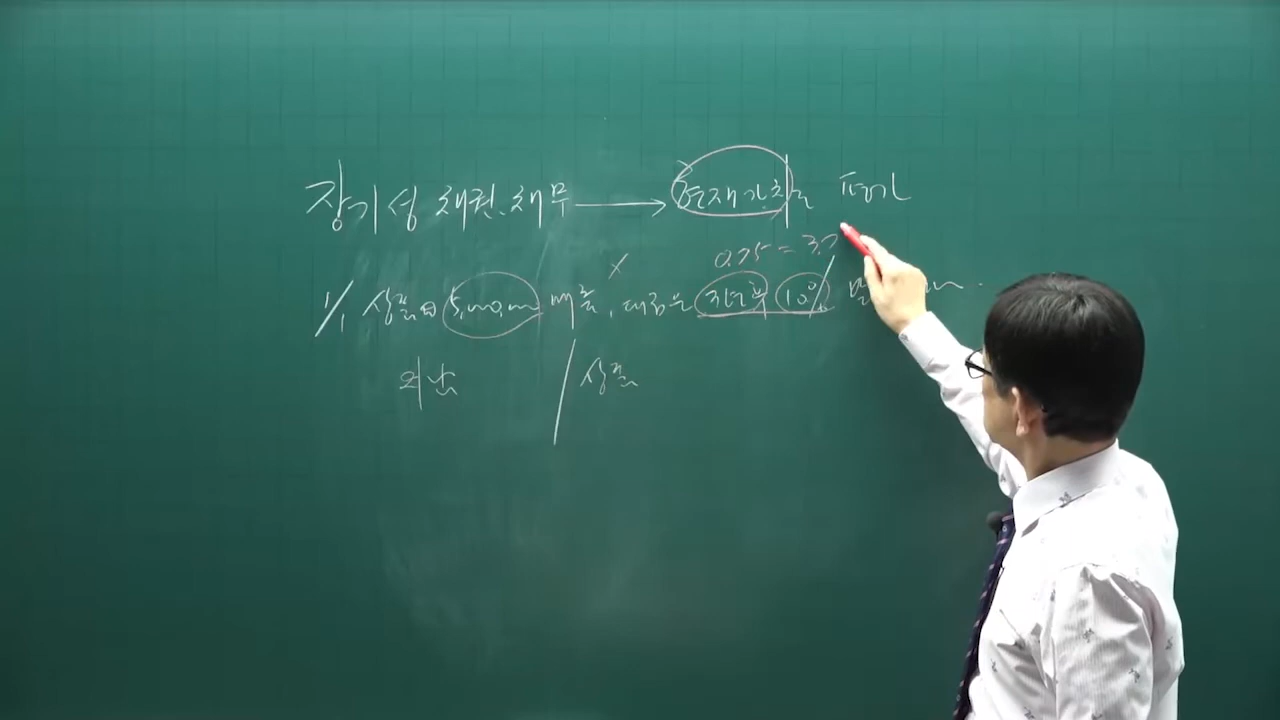 장기성 채권.채무 → 현재가치로 평가
× 0.75 = 3.7
1/1 상품 5,000,000 매출, 대금은 3년후 10%
외상 / 상품